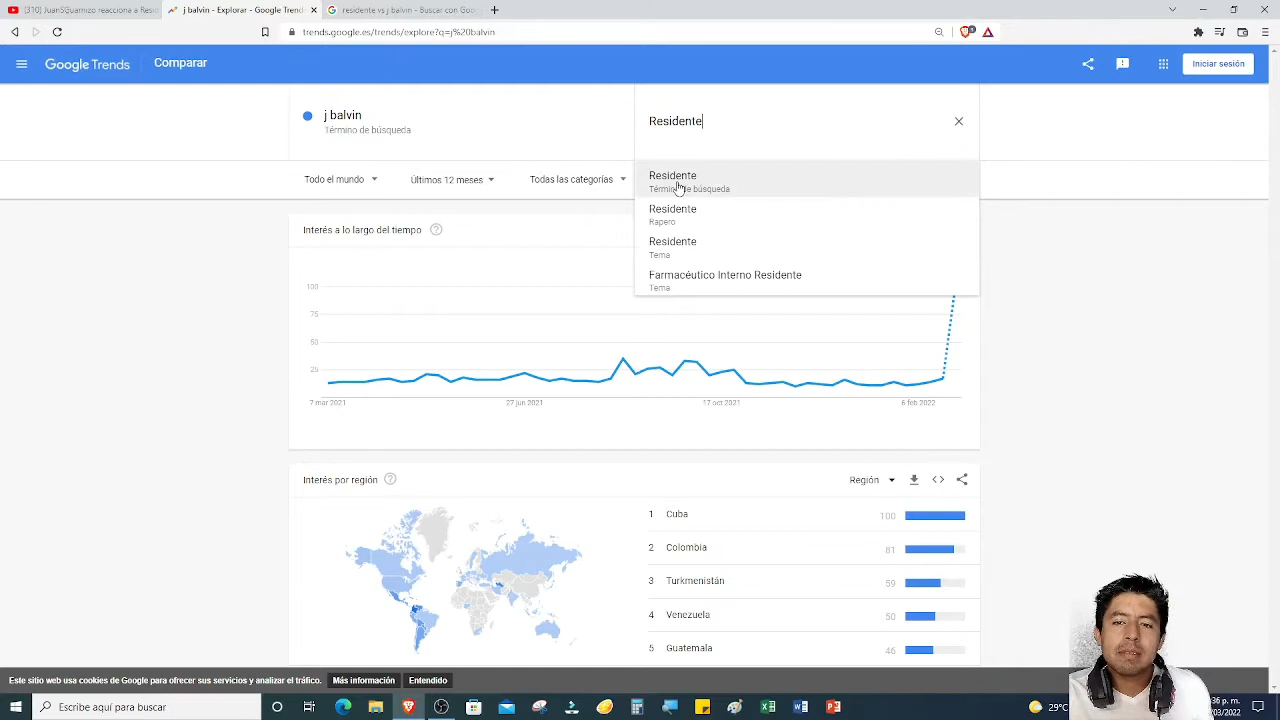 (310) JuanSGuarnizo reacciona a Resid
j balvin - Explorar - Google Trends
residente vs j balvin - Buscar con Goo
trends.google.es/trends/explore?q=j%20balvin
Google Trends
Comparar
Iniciar sesión
j balvin
Término de búsqueda
Residente
Todo el mundo
Últimos 12 meses
Todas las categorías
Residente
Término de búsqueda
Residente
Rapero
Residente
Tema
Farmacéutico Interno Residente
Tema
Interés a lo largo del tiempo
100
75
50
25
7 mar 2021
27 jun 2021
17 oct 2021
6 feb 2022
Interés por región
Región
1 Cuba 100
2 Colombia 81
3 Turkmenistán 59
4 Venezuela 50
5 Guatemala 46
Este sitio web usa cookies de Google para ofrecer sus servicios y analizar el tráfico.
Más información
Entendido
Escribe aquí para buscar
29°C
:36 p. m.
/03/2022